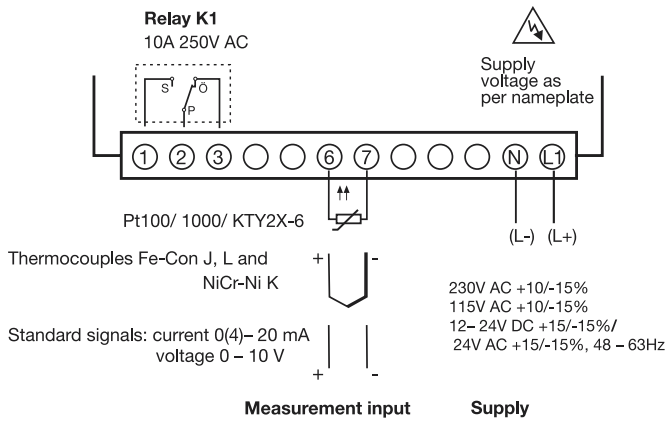 Relay K1
10A 250V AC
Supply
voltage as
per nameplate
S Ö
P
1 2 3 6 7 N L1
Pt100/ 1000/ KTY2X-6
(L-) (L+)
Thermocouples Fe-Con J, L and
NiCr-Ni K
+ -
230V AC +10/-15%
115V AC +10/-15%
12– 24V DC +15/-15%/
24V AC +15/-15%, 48 – 63Hz
Standard signals: current 0(4)– 20 mA
voltage 0 – 10 V
+ -
Measurement input Supply